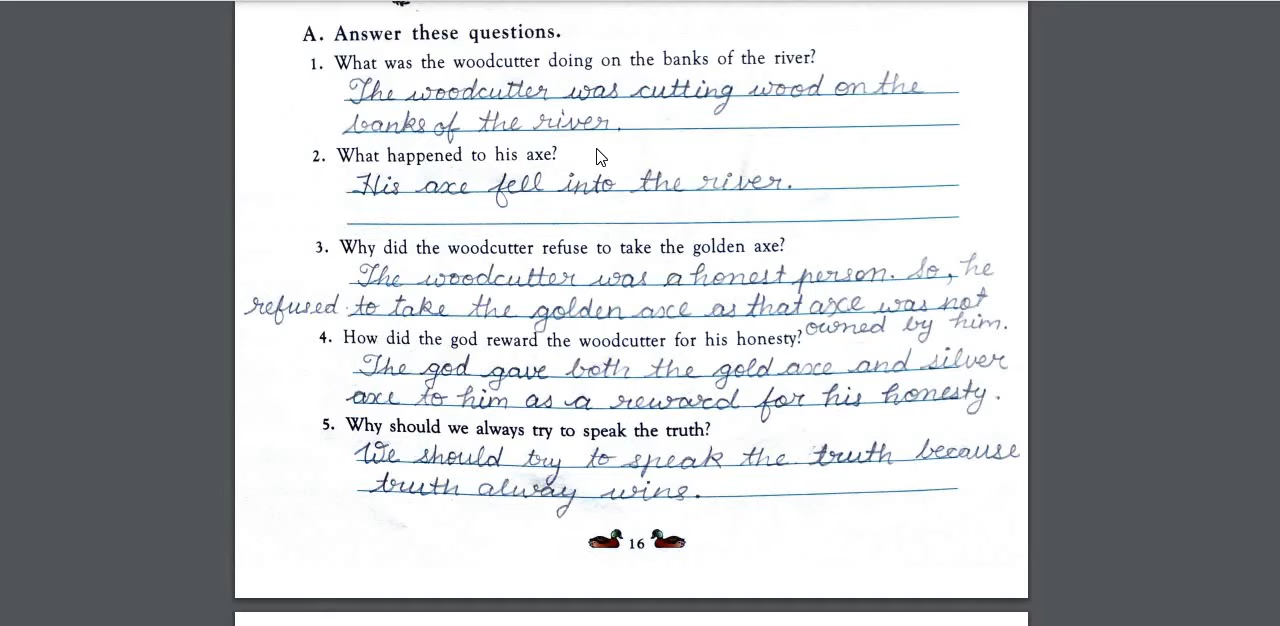 A. Answer these questions.
1. What was the woodcutter doing on the banks of the river?
The woodcutter was cutting wood on the
banks of the river.
2. What happened to his axe?
His axe fell into the river.
3. Why did the woodcutter refuse to take the golden axe?
The woodcutter was a honest person. So, he
refused to take the golden axe as that axe was not
owned by him.
4. How did the god reward the woodcutter for his honesty?
The god gave both the gold axe and silver
axe to him as a reward for his honesty.
5. Why should we always try to speak the truth?
We should try to speak the truth because
truth alway wins.
16